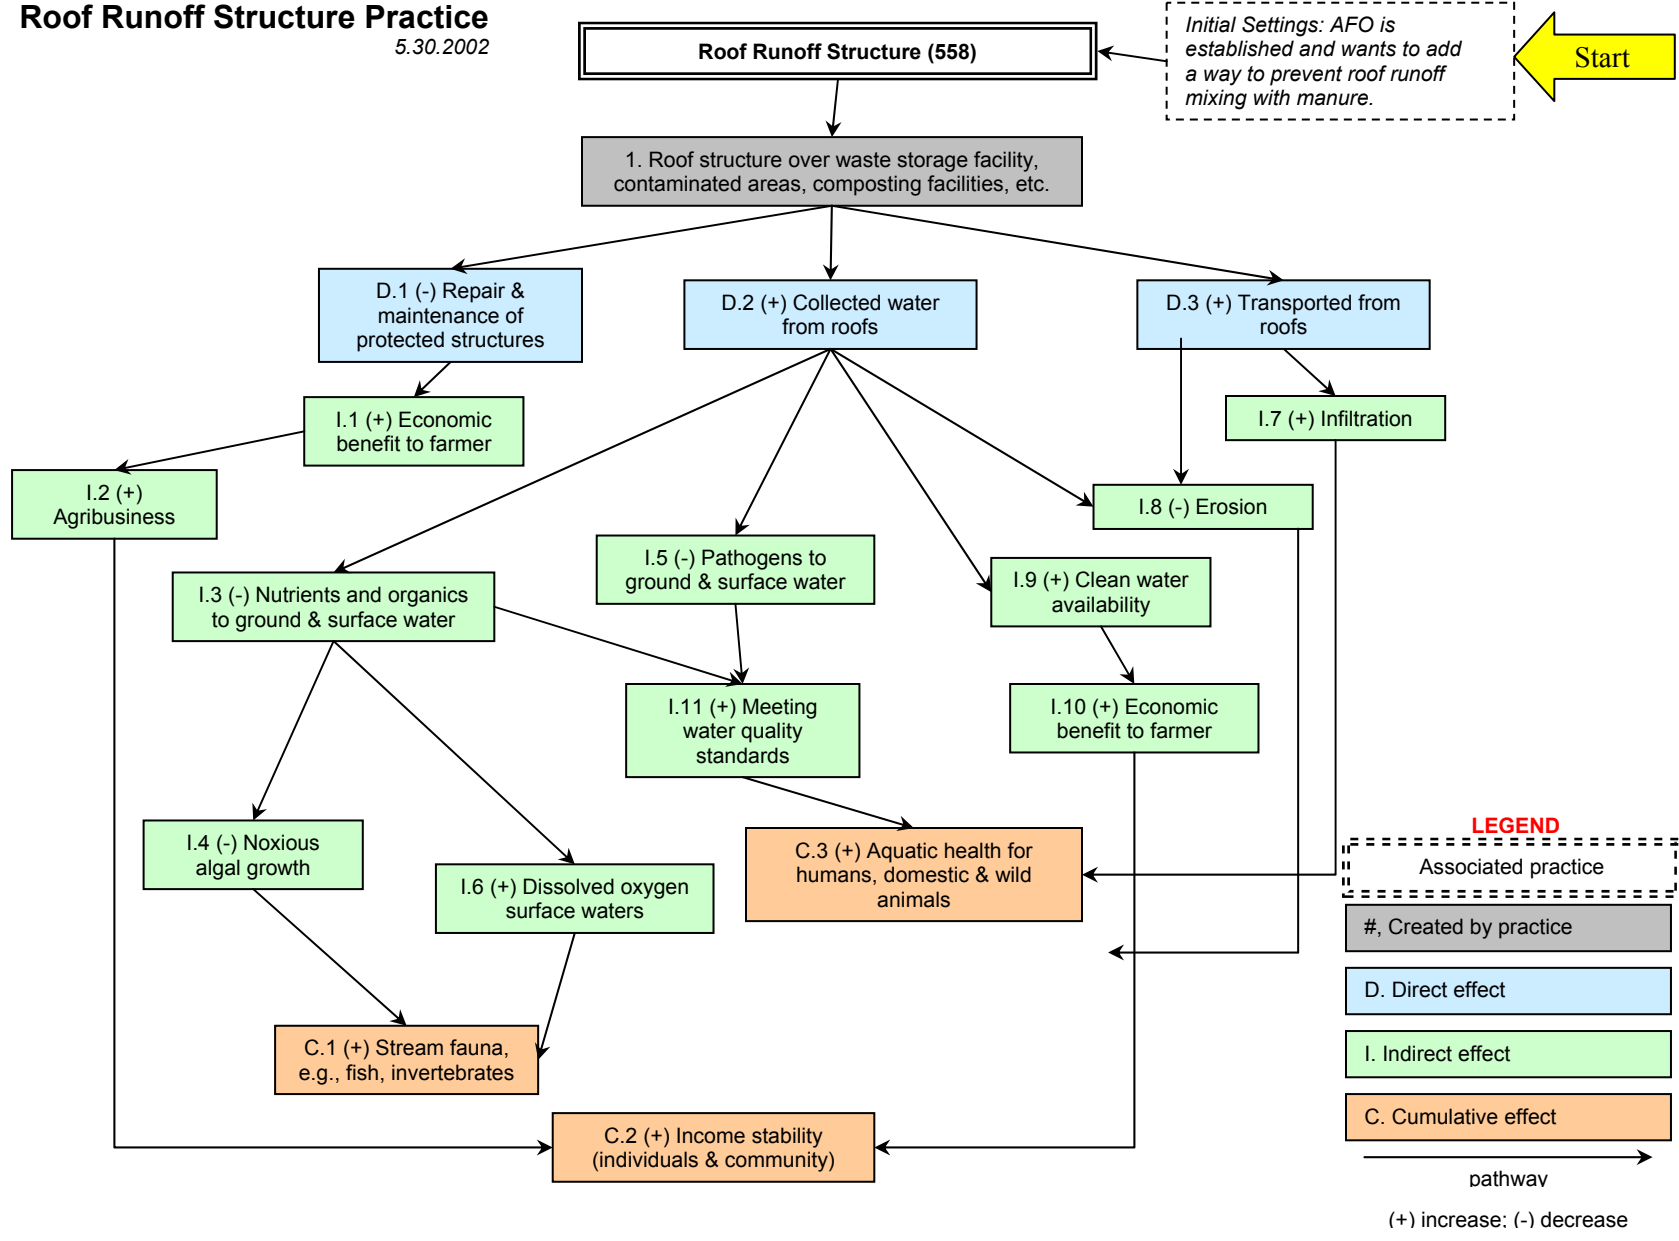 Roof Runoff Structure Practice
5.30.2002
Roof Runoff Structure (558)
Initial Settings: AFO is
established and wants to add
a way to prevent roof runoff
mixing with manure.
Start
1. Roof structure over waste storage facility,
contaminated areas, composting facilities, etc.
D.1 (-) Repair &
maintenance of
protected structures
D.2 (+) Collected water
from roofs
D.3 (+) Transported from
roofs
I.1 (+) Economic
benefit to farmer
I.7 (+) Infiltration
I.2 (+)
Agribusiness
I.8 (-) Erosion
I.5 (-) Pathogens to
ground & surface water
I.9 (+) Clean water
availability
I.3 (-) Nutrients and organics
to ground & surface water
I.11 (+) Meeting
water quality
standards
I.10 (+) Economic
benefit to farmer
I.4 (-) Noxious
algal growth
I.6 (+) Dissolved oxygen
surface waters
C.3 (+) Aquatic health for
humans, domestic & wild
animals
C.1 (+) Stream fauna,
e.g., fish, invertebrates
C.2 (+) Income stability
(individuals & community)
LEGEND
Associated practice
#, Created by practice
D. Direct effect
I. Indirect effect
C. Cumulative effect
pathway
(+) increase; (-) decrease